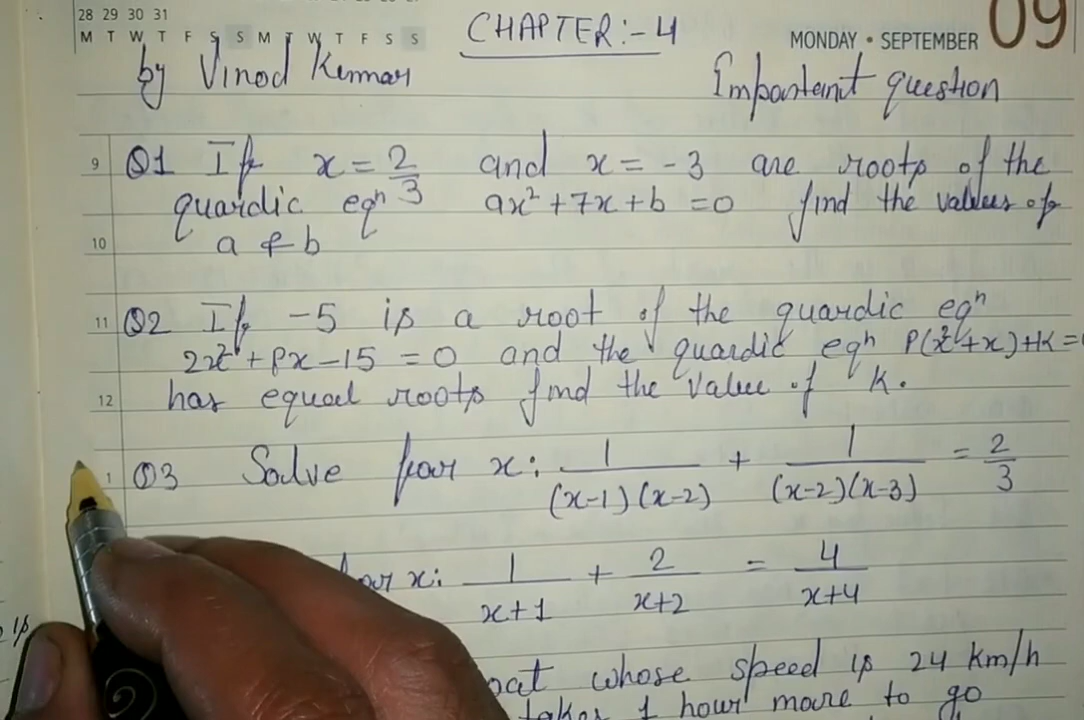 28 29 30 31
M T W T F S S M T W T F S S
CHAPTER:- 4
MONDAY • SEPTEMBER 09
by Vinod Kumar
Important question
9 Q1 If x = 2/3 and x = -3 are roots of the
quardic eqn ax² + 7x + b = 0 find the values of
10 a & b
11 Q2 If -5 is a root of the quardic eqn
2x² + px - 15 = 0 and the quardic eqn P(x² + x) + K =
12 has equal roots find the value of K.
1 Q3 Solve for x: 1/(x-1)(x-2) + 1/(x-2)(x-3) = 2/3
for x: 1/x+1 + 2/x+2 = 4/x+4
whose speed is 24 km/h
takes 1 hour more to go